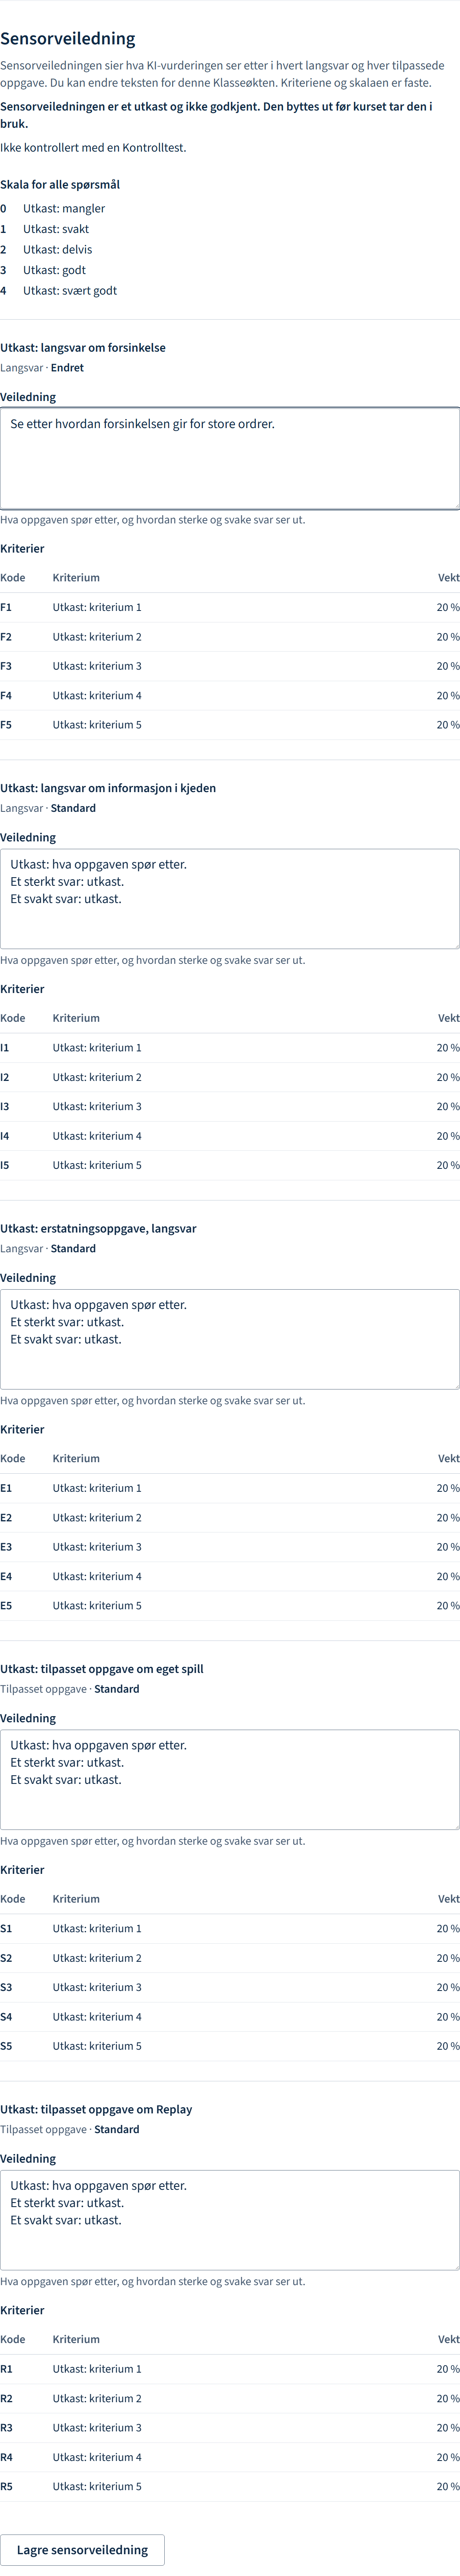 Sensorveiledning
Sensorveiledningen sier hva KI-vurderingen ser etter i hvert langsvar og hver tilpassede
oppgave. Du kan endre teksten for denne Klasseøkten. Kriteriene og skalaen er faste.
Sensorveiledningen er et utkast og ikke godkjent. Den byttes ut før kurset tar den i
bruk.
Ikke kontrollert med en Kontrolltest.
Skala for alle spørsmål
0 Utkast: mangler
1 Utkast: svakt
2 Utkast: delvis
3 Utkast: godt
4 Utkast: svært godt
Utkast: langsvar om forsinkelse
Langsvar · Endret
Veiledning
Se etter hvordan forsinkelsen gir for store ordrer.
Hva oppgaven spør etter, og hvordan sterke og svake svar ser ut.
Kriterier
Kode Kriterium Vekt
F1 Utkast: kriterium 1 20 %
F2 Utkast: kriterium 2 20 %
F3 Utkast: kriterium 3 20 %
F4 Utkast: kriterium 4 20 %
F5 Utkast: kriterium 5 20 %
Utkast: langsvar om informasjon i kjeden
Langsvar · Standard
Veiledning
Utkast: hva oppgaven spør etter.
Et sterkt svar: utkast.
Et svakt svar: utkast.
Hva oppgaven spør etter, og hvordan sterke og svake svar ser ut.
Kriterier
Kode Kriterium Vekt
I1 Utkast: kriterium 1 20 %
I2 Utkast: kriterium 2 20 %
I3 Utkast: kriterium 3 20 %
I4 Utkast: kriterium 4 20 %
I5 Utkast: kriterium 5 20 %
Utkast: erstatningsoppgave, langsvar
Langsvar · Standard
Veiledning
Utkast: hva oppgaven spør etter.
Et sterkt svar: utkast.
Et svakt svar: utkast.
Hva oppgaven spør etter, og hvordan sterke og svake svar ser ut.
Kriterier
Kode Kriterium Vekt
E1 Utkast: kriterium 1 20 %
E2 Utkast: kriterium 2 20 %
E3 Utkast: kriterium 3 20 %
E4 Utkast: kriterium 4 20 %
E5 Utkast: kriterium 5 20 %
Utkast: tilpasset oppgave om eget spill
Tilpasset oppgave · Standard
Veiledning
Utkast: hva oppgaven spør etter.
Et sterkt svar: utkast.
Et svakt svar: utkast.
Hva oppgaven spør etter, og hvordan sterke og svake svar ser ut.
Kriterier
Kode Kriterium Vekt
S1 Utkast: kriterium 1 20 %
S2 Utkast: kriterium 2 20 %
S3 Utkast: kriterium 3 20 %
S4 Utkast: kriterium 4 20 %
S5 Utkast: kriterium 5 20 %
Utkast: tilpasset oppgave om Replay
Tilpasset oppgave · Standard
Veiledning
Utkast: hva oppgaven spør etter.
Et sterkt svar: utkast.
Et svakt svar: utkast.
Hva oppgaven spør etter, og hvordan sterke og svake svar ser ut.
Kriterier
Kode Kriterium Vekt
R1 Utkast: kriterium 1 20 %
R2 Utkast: kriterium 2 20 %
R3 Utkast: kriterium 3 20 %
R4 Utkast: kriterium 4 20 %
R5 Utkast: kriterium 5 20 %
Lagre sensorveiledning